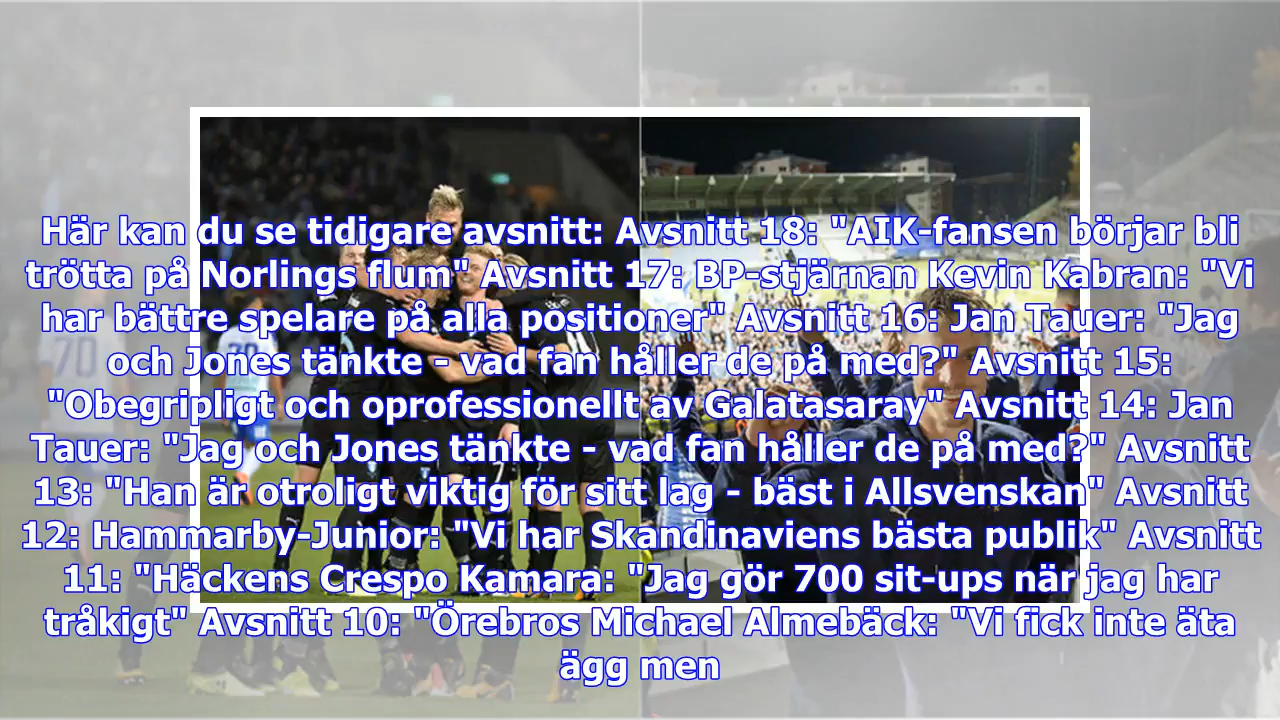 Här kan du se tidigare avsnitt: Avsnitt 18: "AIK-fansen börjar bli
trötta på Norlings flum" Avsnitt 17: BP-stjärnan Kevin Kabran: "Vi
har bättre spelare på alla positioner" Avsnitt 16: Jan Tauer: "Jag
och Jones tänkte - vad fan håller de på med?" Avsnitt 15:
"Obegripligt och oprofessionellt av Galatasaray" Avsnitt 14: Jan
Tauer: "Jag och Jones tänkte - vad fan håller de på med?" Avsnitt
13: "Han är otroligt viktig för sitt lag - bäst i Allsvenskan" Avsnitt
12: Hammarby-Junior: "Vi har Skandinaviens bästa publik" Avsnitt
11: "Häckens Crespo Kamara: "Jag gör 700 sit-ups när jag har
tråkigt" Avsnitt 10: "Örebros Michael Almebäck: "Vi fick inte äta
ägg men
70
7